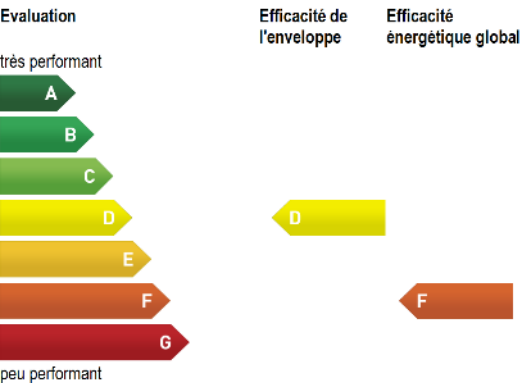 Evaluation
Efficacité de
l'enveloppe
Efficacité
énergétique global
très performant
A
B
C
D
D
E
F
F
G
peu performant